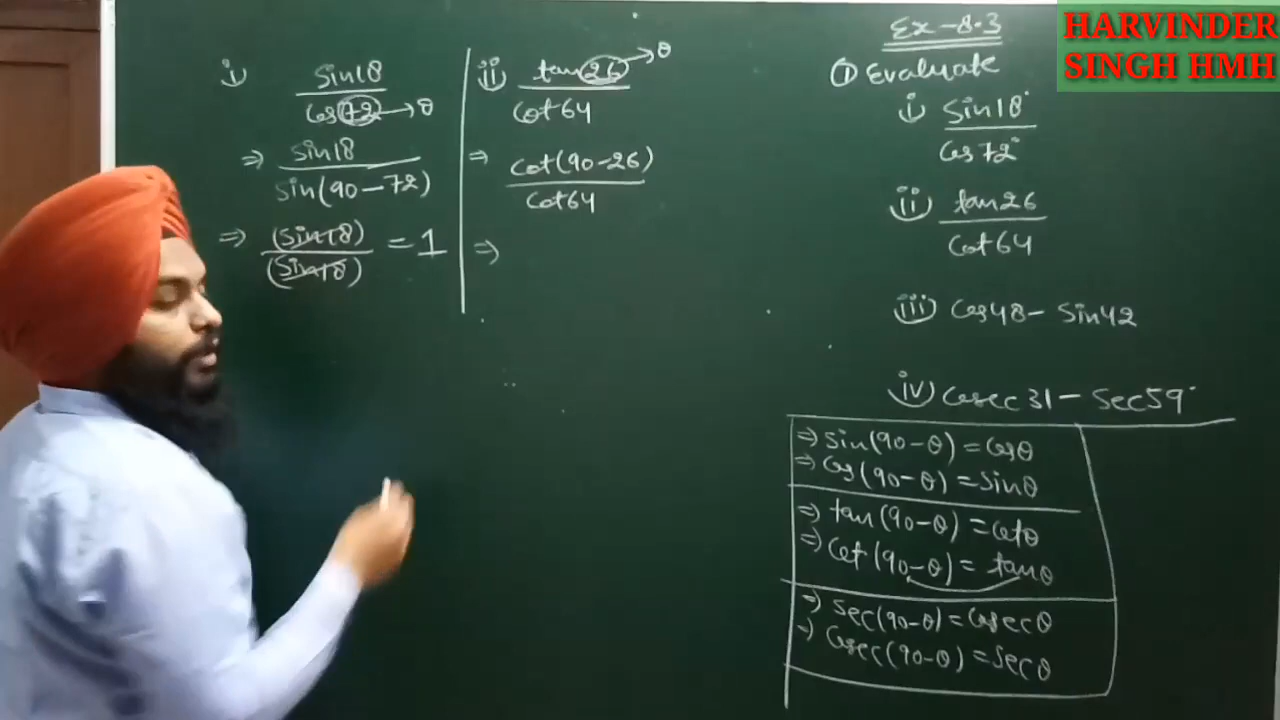 i) sin18
cos72 → θ
⇒ sin18
sin(90-72)
⇒ (sin18)
(sin18) = 1
ii) tan26 → θ
cot64
⇒ cot(90-26)
cot64
⇒
Ex-8.3
① Evaluate
i) sin18°
cos72°
ii) tan26
cot64
iii) cos48 - sin42
iv) cosec31 - sec59°
⇒ sin(90-θ) = cosθ
⇒ cos(90-θ) = sinθ
⇒ tan(90-θ) = cotθ
⇒ cot(90-θ) = tanθ
⇒ sec(90-θ) = cosecθ
⇒ cosec(90-θ) = secθ
HARVINDER
SINGH HMH